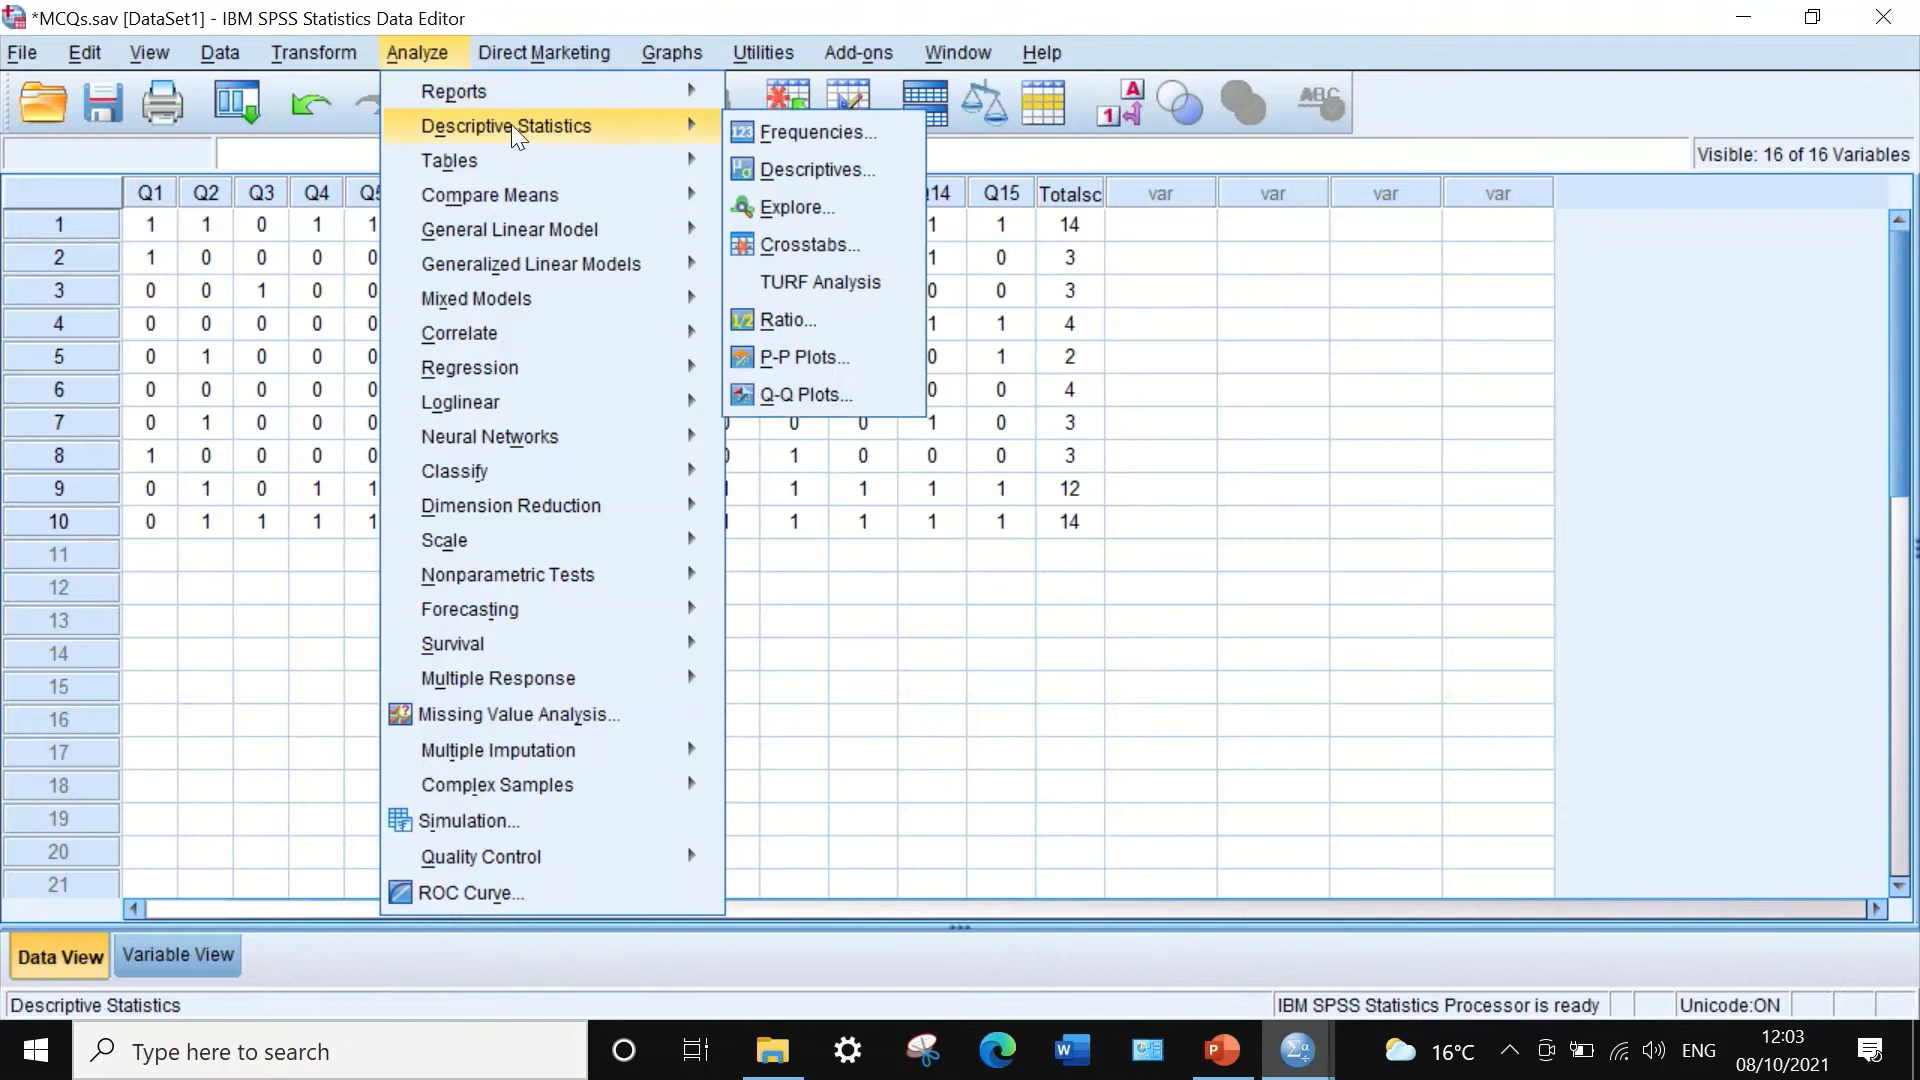 *MCQs.sav [DataSet1] - IBM SPSS Statistics Data Editor
File Edit View Data Transform Analyze Direct Marketing Graphs Utilities Add-ons Window Help
Visible: 16 of 16 Variables
Reports
Descriptive Statistics
Tables
Compare Means
General Linear Model
Generalized Linear Models
Mixed Models
Correlate
Regression
Loglinear
Neural Networks
Classify
Dimension Reduction
Scale
Nonparametric Tests
Forecasting
Survival
Multiple Response
Missing Value Analysis...
Multiple Imputation
Complex Samples
Simulation...
Quality Control
ROC Curve...
Frequencies...
Descriptives...
Explore...
Crosstabs...
TURF Analysis
Ratio...
P-P Plots...
Q-Q Plots...
Q1 Q2 Q3 Q4 Q15 Totalsc var var var var
1 1 1 0 1 1 1 1 14
2 1 0 0 0 0 1 0 3
3 0 0 1 0 0 0 0 3
4 0 0 0 0 0 1 1 4
5 0 1 0 0 0 0 1 2
6 0 0 0 0 0 0 0 4
7 0 1 0 0 0 0 0 1 0 3
8 1 0 0 0 0 1 0 0 0 3
9 0 1 0 1 1 1 1 1 1 12
10 0 1 1 1 1 1 1 1 1 14
11
12
13
14
15
16
17
18
19
20
21
Data View Variable View
Descriptive Statistics IBM SPSS Statistics Processor is ready Unicode:ON
Type here to search 16°C ENG 12:03
08/10/2021